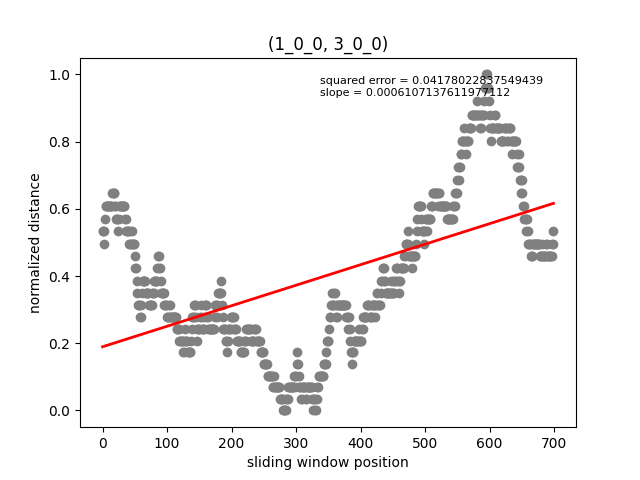 (1_0_0, 3_0_0)
squared error = 0.04178022837549439
slope = 0.0006107137611977112
normalized distance
1.0
0.8
0.6
0.4
0.2
0.0
0 100 200 300 400 500 600 700
sliding window position